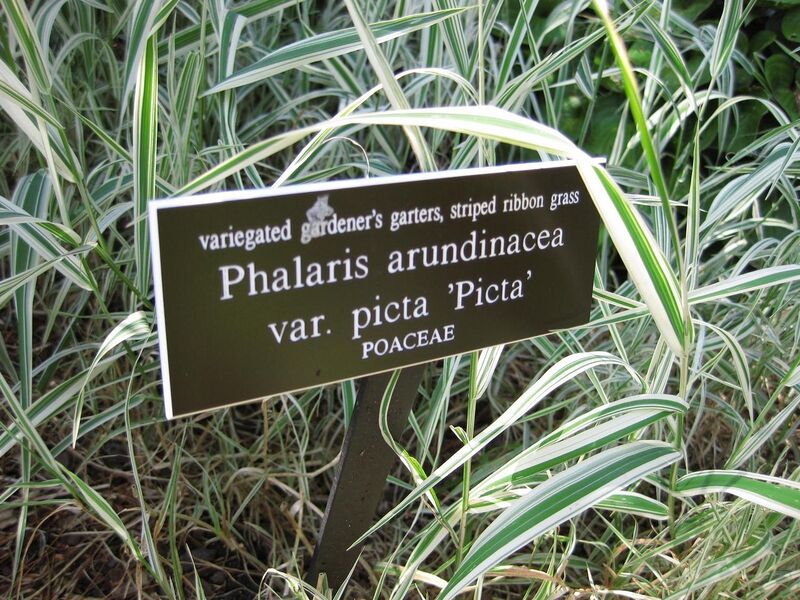 variegated gardener's garters, striped ribbon grass
Phalaris arundinacea
var. picta 'Picta'
POACEAE